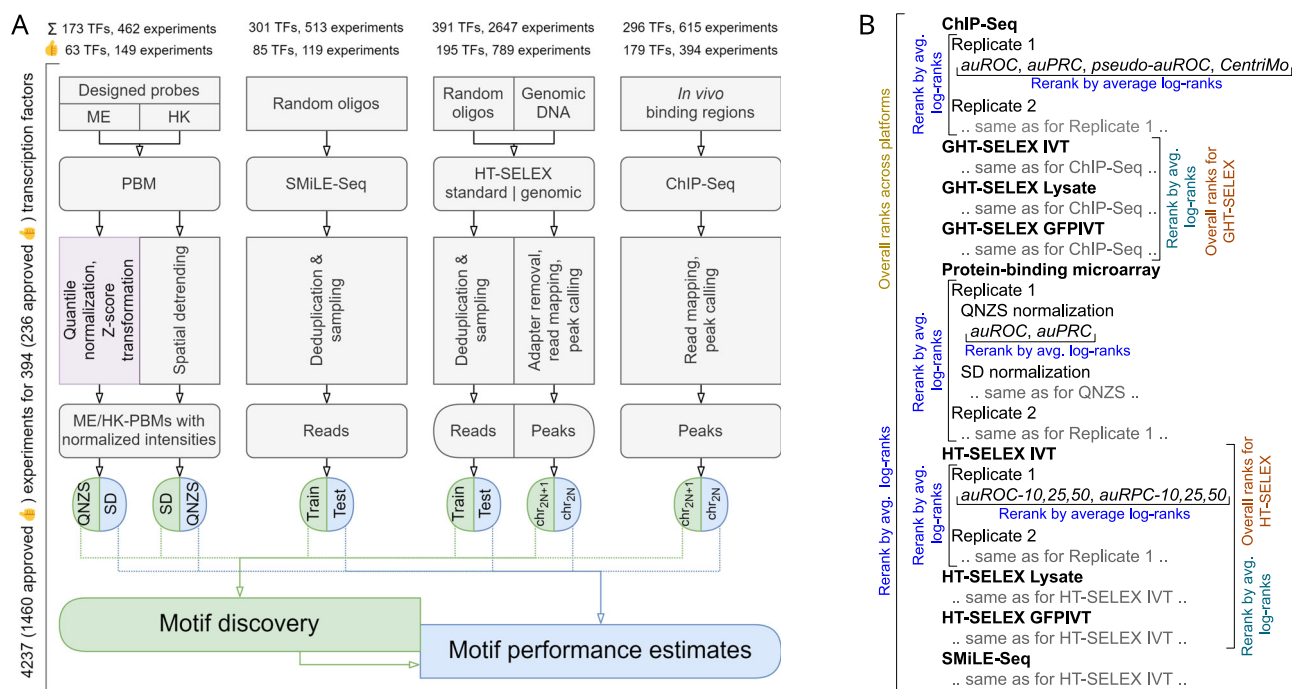 A
∑ 173 TFs, 462 experiments
👍 63 TFs, 149 experiments
301 TFs, 513 experiments
85 TFs, 119 experiments
391 TFs, 2647 experiments
195 TFs, 789 experiments
296 TFs, 615 experiments
179 TFs, 394 experiments
4237 (1460 approved 👍) experiments for 394 (236 approved 👍) transcription factors
Designed probes
ME
HK
Random oligos
Random
oligos
Genomic
DNA
In vivo
binding regions
PBM
SMiLE-Seq
HT-SELEX
standard | genomic
ChIP-Seq
Quantile
normalization,
Z-score
transformation
Spatial detrending
Deduplication &
sampling
Deduplication &
sampling
Adapter removal,
read mapping,
peak calling
Read mapping,
peak calling
ME/HK-PBMs with
normalized intensities
Reads
Reads
Peaks
Peaks
QNZS
SD
SD
QNZS
Train
Test
Train
Test
chr2N+1
chr2N
chr2N+1
chr2N
Motif discovery
Motif performance estimates
B
Overall ranks across platforms
Rerank by avg. log-ranks
ChIP-Seq
Rerank by avg.
log-ranks
Replicate 1
auROC, auPRC, pseudo-auROC, CentriMo
Rerank by average log-ranks
Replicate 2
.. same as for Replicate 1 ..
GHT-SELEX IVT
.. same as for ChIP-Seq ..
GHT-SELEX Lysate
.. same as for ChIP-Seq ..
GHT-SELEX GFPIVT
.. same as for ChIP-Seq ..
Rerank by avg.
log-ranks
Overall ranks for
GHT-SELEX
Protein-binding microarray
Rerank by avg.
log-ranks
Replicate 1
QNZS normalization
auROC, auPRC
Rerank by avg. log-ranks
SD normalization
.. same as for QNZS ..
Replicate 2
.. same as for Replicate 1 ..
HT-SELEX IVT
Rerank by avg.
log-ranks
Replicate 1
auROC-10,25,50, auRPC-10,25,50
Rerank by average log-ranks
Replicate 2
.. same as for Replicate 1 ..
HT-SELEX Lysate
.. same as for HT-SELEX IVT ..
HT-SELEX GFPIVT
.. same as for HT-SELEX IVT ..
Overall ranks for
HT-SELEX
Rerank by avg.
log-ranks
SMiLE-Seq
.. same as for HT-SELEX IVT ..